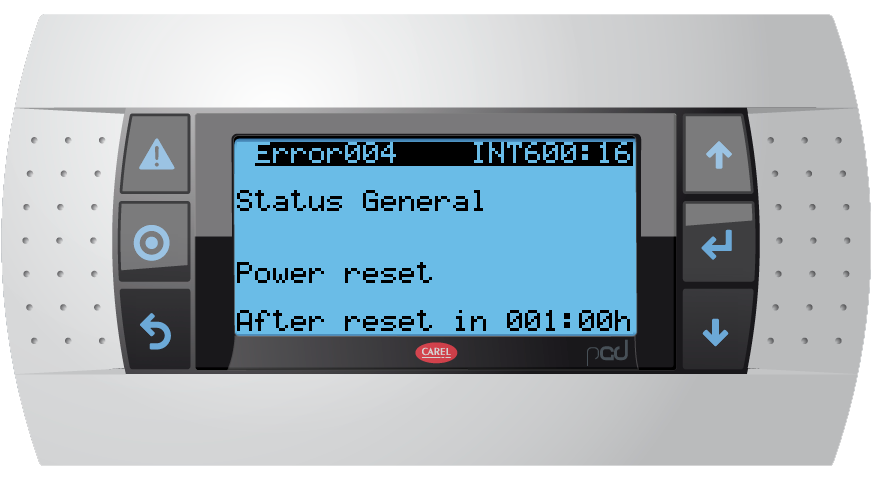 Error004 INT600:16
Status General
Power reset
After reset in 001:00h
CAREL
pGD